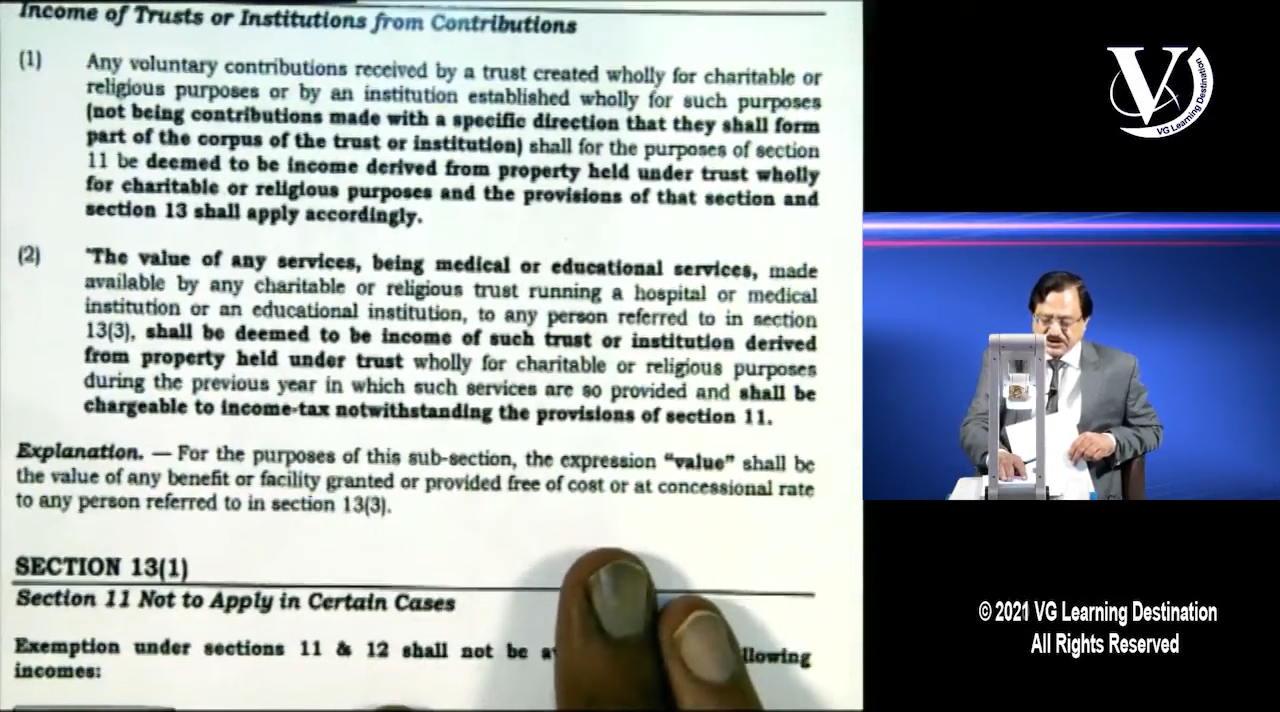 Income of Trusts or Institutions from Contributions
(1) Any voluntary contributions received by a trust created wholly for charitable or
religious purposes or by an institution established wholly for such purposes
(not being contributions made with a specific direction that they shall form
part of the corpus of the trust or institution) shall for the purposes of section
11 be deemed to be income derived from property held under trust wholly
for charitable or religious purposes and the provisions of that section and
section 13 shall apply accordingly.
(2) "The value of any services, being medical or educational services, made
available by any charitable or religious trust running a hospital or medical
institution or an educational institution, to any person referred to in section
13(3), shall be deemed to be income of such trust or institution derived
from property held under trust wholly for charitable or religious purposes
during the previous year in which such services are so provided and shall be
chargeable to income-tax notwithstanding the provisions of section 11.
Explanation. — For the purposes of this sub-section, the expression "value" shall be
the value of any benefit or facility granted or provided free of cost or at concessional rate
to any person referred to in section 13(3).
SECTION 13(1)
Section 11 Not to Apply in Certain Cases
Exemption under sections 11 & 12 shall not be
incomes:
V
VG Learning Destination
© 2021 VG Learning Destination
All Rights Reserved